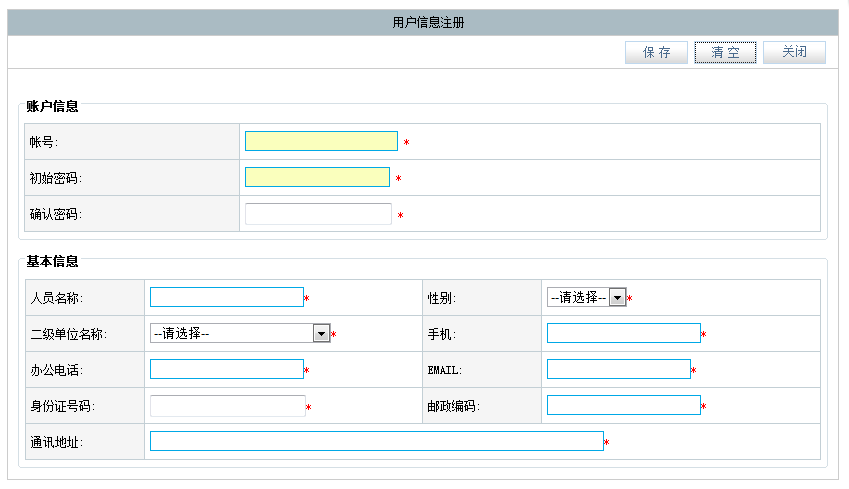 用户信息注册
保 存 清 空 关闭
账户信息
帐号: *
初始密码: *
确认密码: *
基本信息
人员名称: * 性别: --请选择-- *
二级单位名称: --请选择-- * 手机: *
办公电话: * EMAIL: *
身份证号码: * 邮政编码: *
通讯地址: *